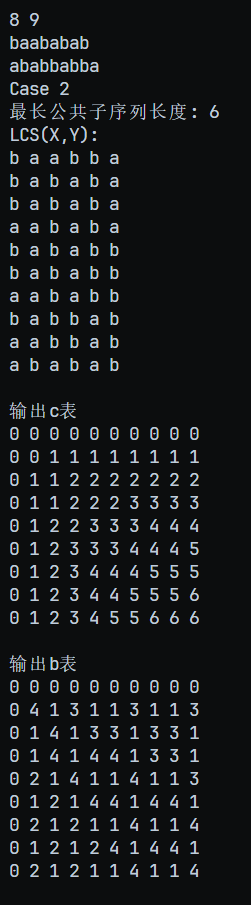 8 9
baababab
ababbabba
Case 2
最长公共子序列长度: 6
LCS(X,Y):
b a a b b a
b a b a b a
b a b a b a
a a b a b a
b a b a b b
b a b a b b
a a b a b b
b a b b a b
a a b b a b
a b a b a b

输出c表
0 0 0 0 0 0 0 0 0 0
0 0 1 1 1 1 1 1 1 1
0 1 1 2 2 2 2 2 2 2
0 1 1 2 2 2 3 3 3 3
0 1 2 2 3 3 3 4 4 4
0 1 2 3 3 3 4 4 4 5
0 1 2 3 4 4 4 5 5 5
0 1 2 3 4 4 5 5 5 6
0 1 2 3 4 5 5 6 6 6

输出b表
0 0 0 0 0 0 0 0 0 0
0 4 1 3 1 1 3 1 1 3
0 1 4 1 3 3 1 3 3 1
0 1 4 1 4 4 1 3 3 1
0 2 1 4 1 1 4 1 1 3
0 1 2 1 4 4 1 4 4 1
0 2 1 2 1 1 4 1 1 4
0 1 2 1 2 4 1 4 4 1
0 2 1 2 1 1 4 1 1 4